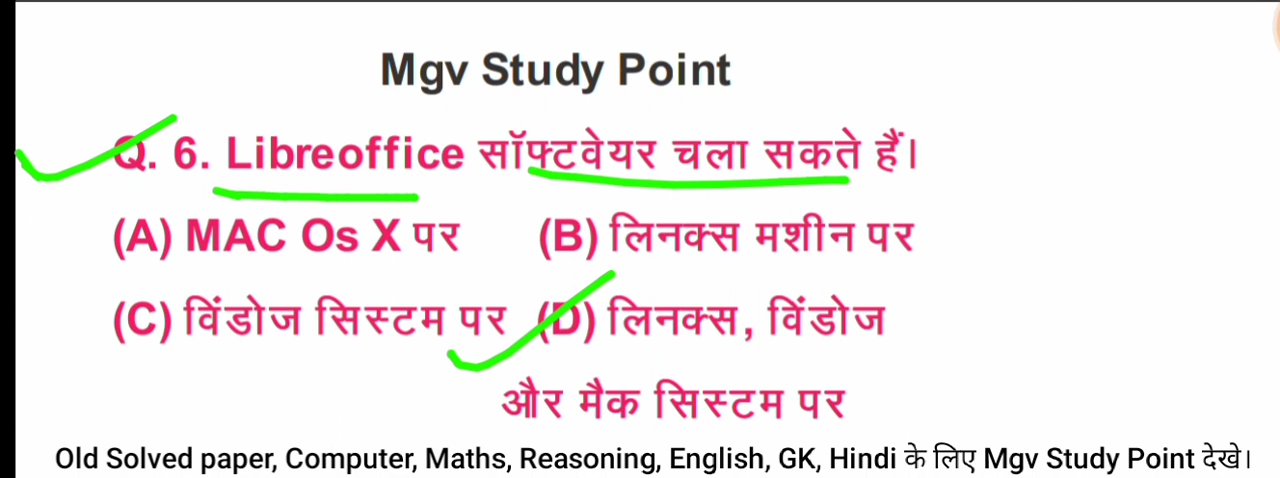 Mgv Study Point
Q. 6. Libreoffice सॉफ्टवेयर चला सकते हैं।
(A) MAC Os X पर (B) लिनक्स मशीन पर
(C) विंडोज सिस्टम पर (D) लिनक्स, विंडोज
और मैक सिस्टम पर
Old Solved paper, Computer, Maths, Reasoning, English, GK, Hindi के लिए Mgv Study Point देखे।